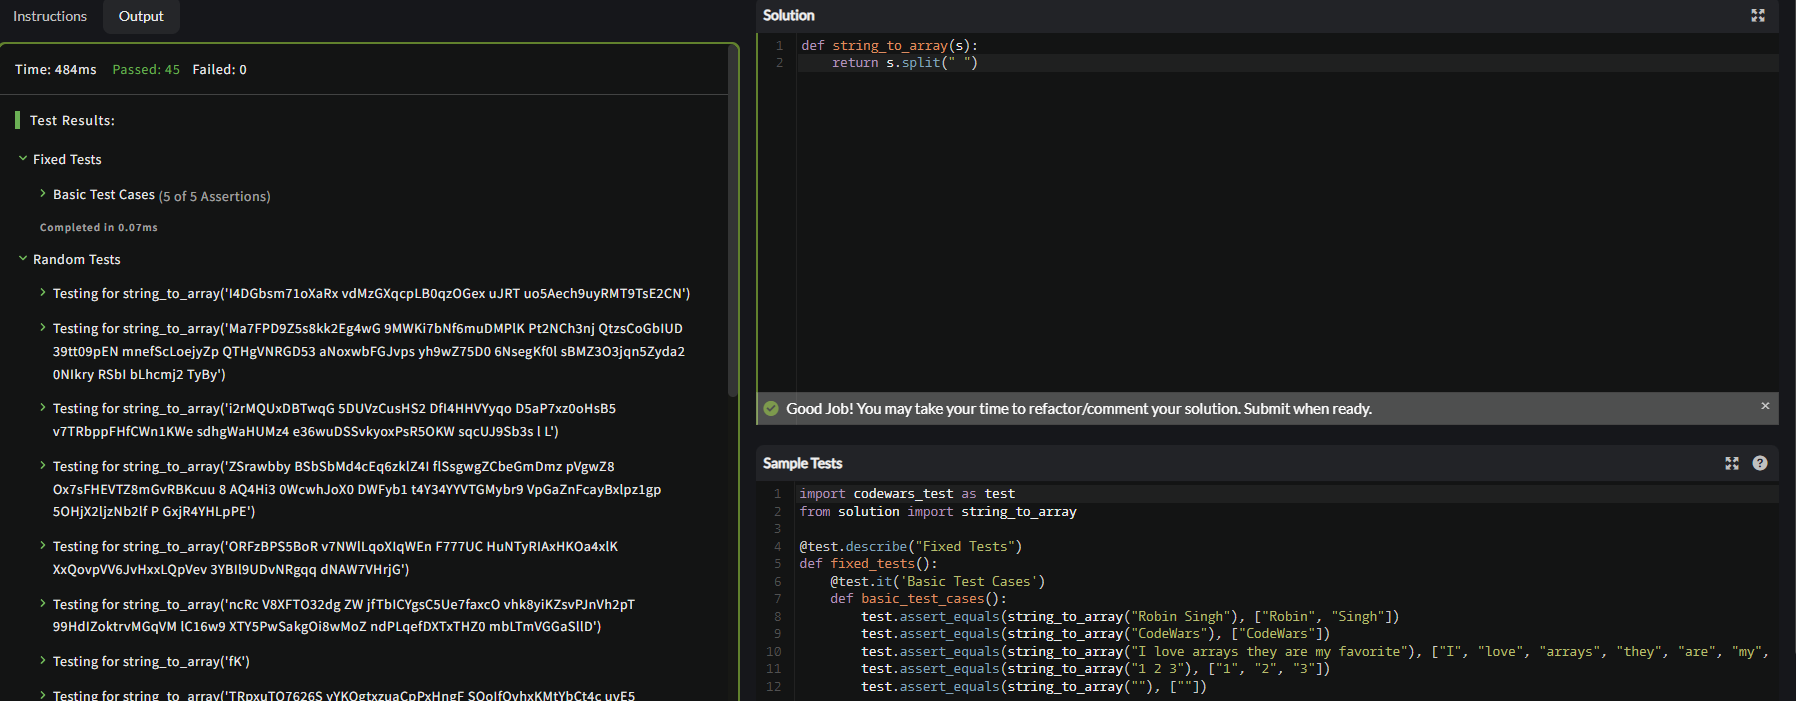 Instructions
Output
Time: 484ms Passed: 45 Failed: 0
Test Results:
Fixed Tests
Basic Test Cases (5 of 5 Assertions)
Completed in 0.07ms
Random Tests
Testing for string_to_array('I4DGbsm71oXaRx vdMzGXqcpLB0qzOGex uJRT uo5Aech9uyRMT9TsE2CN')
Testing for string_to_array('Ma7FPD9Z5s8kk2Eg4wG 9MWKi7bNf6muDMPlK Pt2NCh3nj QtzsCoGbIUD
39tt09pEN mnefScLoejyZp QTHgVNRGD53 aNoxwbFGJvps yh9wZ75D0 6NsegKf0l sBMZ3O3jqn5Zyda2
0NIkry RSbI bLhcmj2 TyBy')
Testing for string_to_array('i2rMQUxDBTwqG 5DUVzCusHS2 DfI4HHVYyqo D5aP7xz0oHsB5
v7TRbppFHfCWn1KWe sdhgWaHUMz4 e36wuDSSvkyoxPsR5OKW sqcUJ9Sb3s l L')
Testing for string_to_array('ZSrawbby BSbSbMd4cEq6zklZ4I flSsgwgZCbeGmDmz pVgwZ8
Ox7sFHEVTZ8mGvRBKcuu 8 AQ4Hi3 0WcwhJoX0 DWFyb1 t4Y34YYVTGMybr9 VpGaZnFcayBxlpz1gp
5OHjX2ljzNb2lf P GxjR4YHLpPE')
Testing for string_to_array('ORFzBPS5BoR v7NWlLqoXIqWEn F777UC HuNTyRIAxHKOa4xlK
XxQovpVV6JvHxxLQpVev 3YBIl9UDvNRgqq dNAW7VHrjG')
Testing for string_to_array('ncRc V8XFTO32dg ZW jfTbICYgsC5Ue7faxcO vhk8yiKZsvPJnVh2pT
99HdIZoktrvMGqVM lC16w9 XTY5PwSakgOi8wMoZ ndPLqefDXTxTHZ0 mbLTmVGGaSllD')
Testing for string_to_array('fK')
Testing for string_to_array('TRpxuTO7626S
Solution
1 def string_to_array(s):
2 return s.split(" ")
Good Job! You may take your time to refactor/comment your solution. Submit when ready.
Sample Tests
1 import codewars_test as test
2 from solution import string_to_array
3
4 @test.describe("Fixed Tests")
5 def fixed_tests():
6 @test.it('Basic Test Cases')
7 def basic_test_cases():
8 test.assert_equals(string_to_array("Robin Singh"), ["Robin", "Singh"])
9 test.assert_equals(string_to_array("CodeWars"), ["CodeWars"])
10 test.assert_equals(string_to_array("I love arrays they are my favorite"), ["I", "love", "arrays", "they", "are", "my",
11 test.assert_equals(string_to_array("1 2 3"), ["1", "2", "3"])
12 test.assert_equals(string_to_array(""), [""])